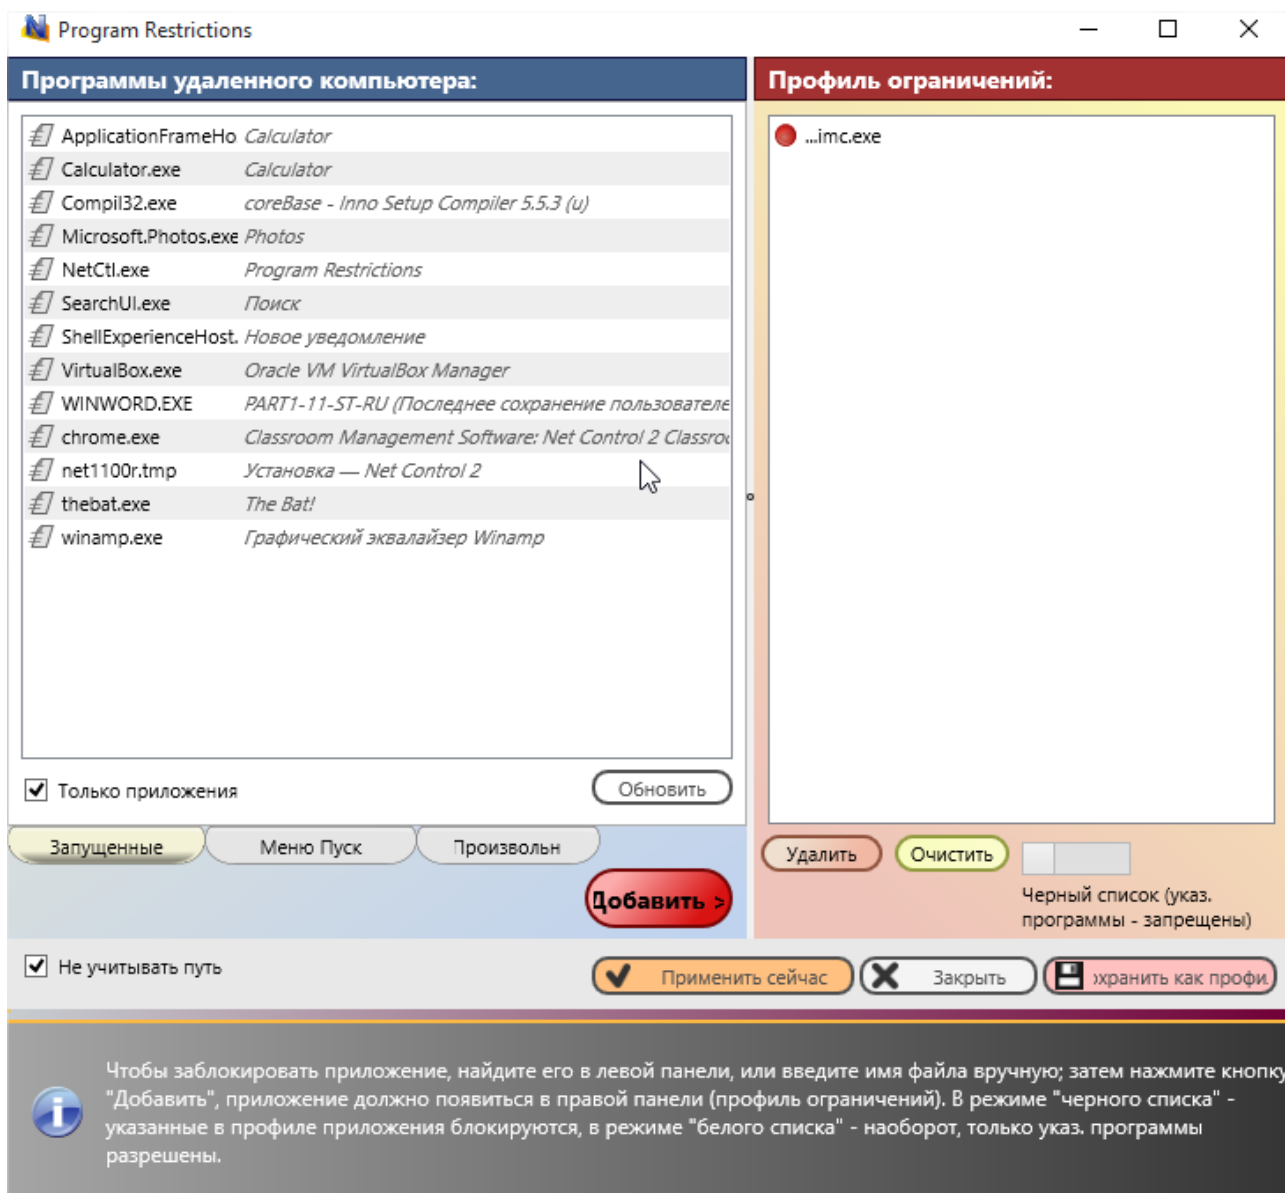 Program Restrictions
Программы удаленного компьютера:
Профиль ограничений:
ApplicationFrameHo Calculator
Calculator.exe Calculator
Compil32.exe coreBase - Inno Setup Compiler 5.5.3 (u)
Microsoft.Photos.exe Photos
NetCtl.exe Program Restrictions
SearchUI.exe Поиск
ShellExperienceHost. Новое уведомление
VirtualBox.exe Oracle VM VirtualBox Manager
WINWORD.EXE PART1-11-ST-RU (Последнее сохранение пользователе
chrome.exe Classroom Management Software: Net Control 2 Classroo
net1100r.tmp Установка — Net Control 2
thebat.exe The Bat!
winamp.exe Графический эквалайзер Winamp
...imc.exe
Только приложения
Обновить
Запущенные
Меню Пуск
Произвольн
Добавить >
Удалить
Очистить
Черный список (указ.
программы - запрещены)
Не учитывать путь
Применить сейчас
Закрыть
охранить как профи
Чтобы заблокировать приложение, найдите его в левой панели, или введите имя файла вручную; затем нажмите кнопку
"Добавить", приложение должно появиться в правой панели (профиль ограничений). В режиме "черного списка" -
указанные в профиле приложения блокируются, в режиме "белого списка" - наоборот, только указ. программы
разрешены.